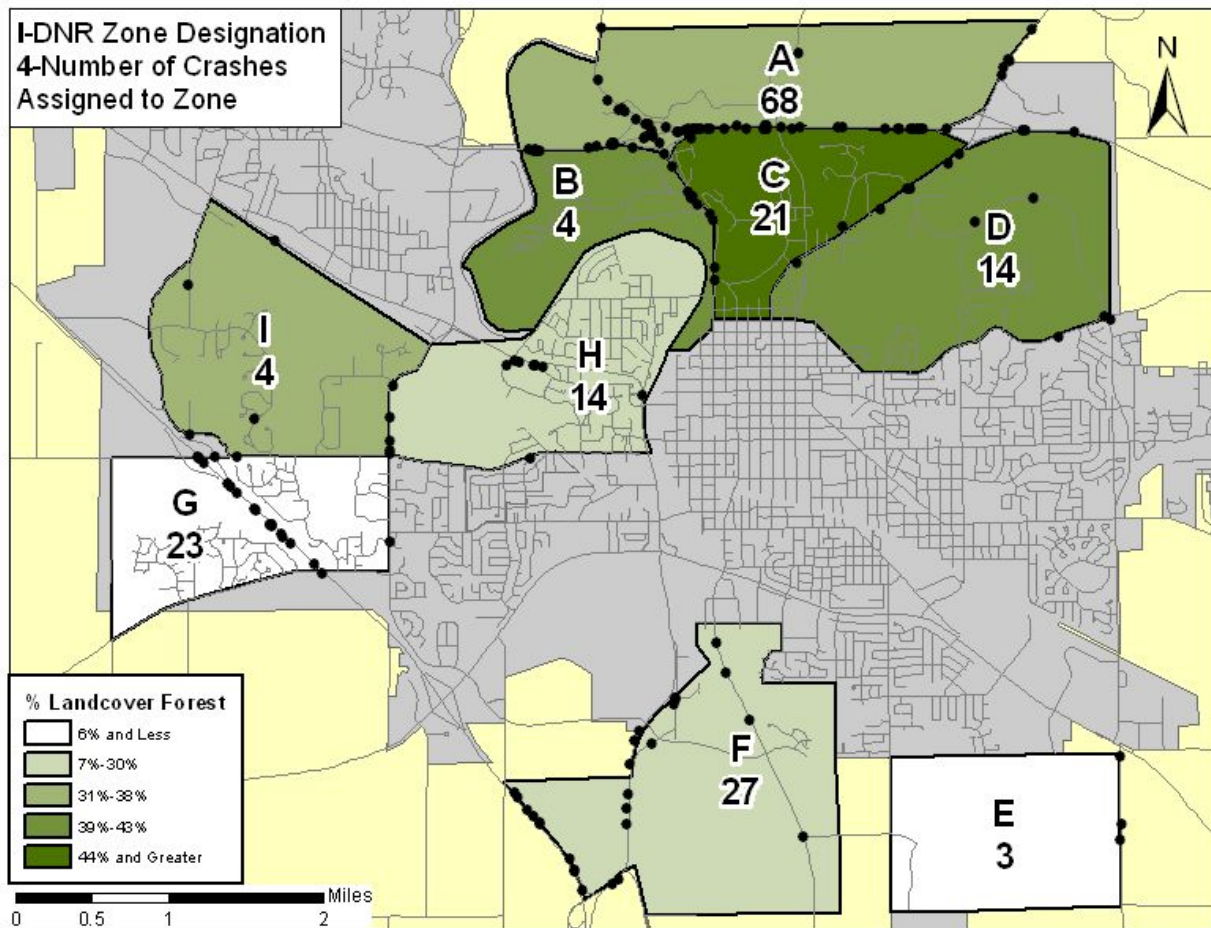 I-DNR Zone Designation
4-Number of Crashes
Assigned to Zone
N
A
68
B
4
C
21
D
14
I
4
H
14
G
23
F
27
E
3
% Landcover Forest
6% and Less
7%-30%
31%-38%
39%-43%
44% and Greater
Miles
0 0.5 1 2